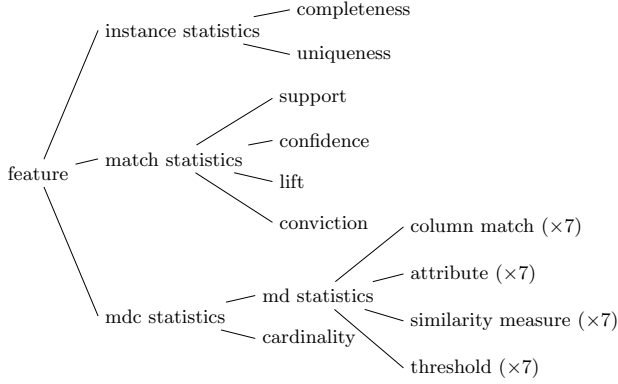 completeness
instance statistics
uniqueness
support
confidence
match statistics
feature
lift
conviction
column match (×7)
attribute (×7)
md statistics
mdc statistics
similarity measure (×7)
cardinality
threshold (×7)